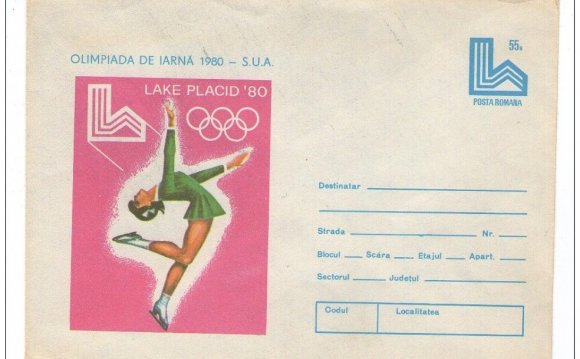 OLIMPIADA DE IARNĂ 1980 – S.U.A.
LAKE PLACID '80
55B
POSTA ROMANA
Destinatar
Strada Nr.
Blocul Scăra Etajul Apart.
Sectorul Județul
Codul Localitatea